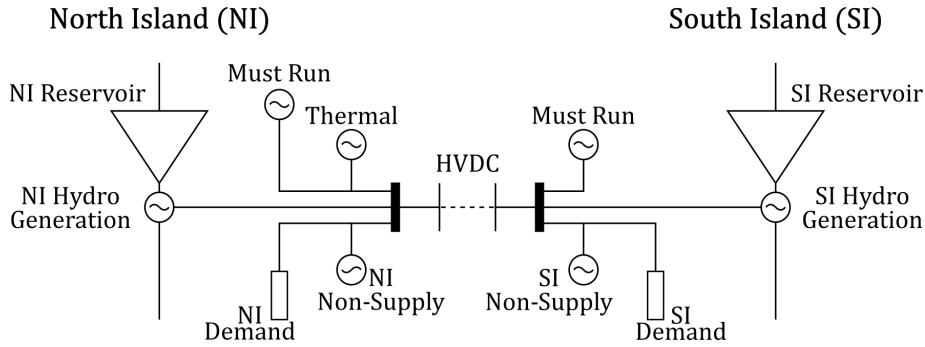 North Island (NI)
South Island (SI)
Must Run
NI Reservoir
SI Reservoir
Thermal
Must Run
HVDC
NI Hydro
Generation
SI Hydro
Generation
NI
Non-Supply
SI
Non-Supply
NI
Demand
SI
Demand